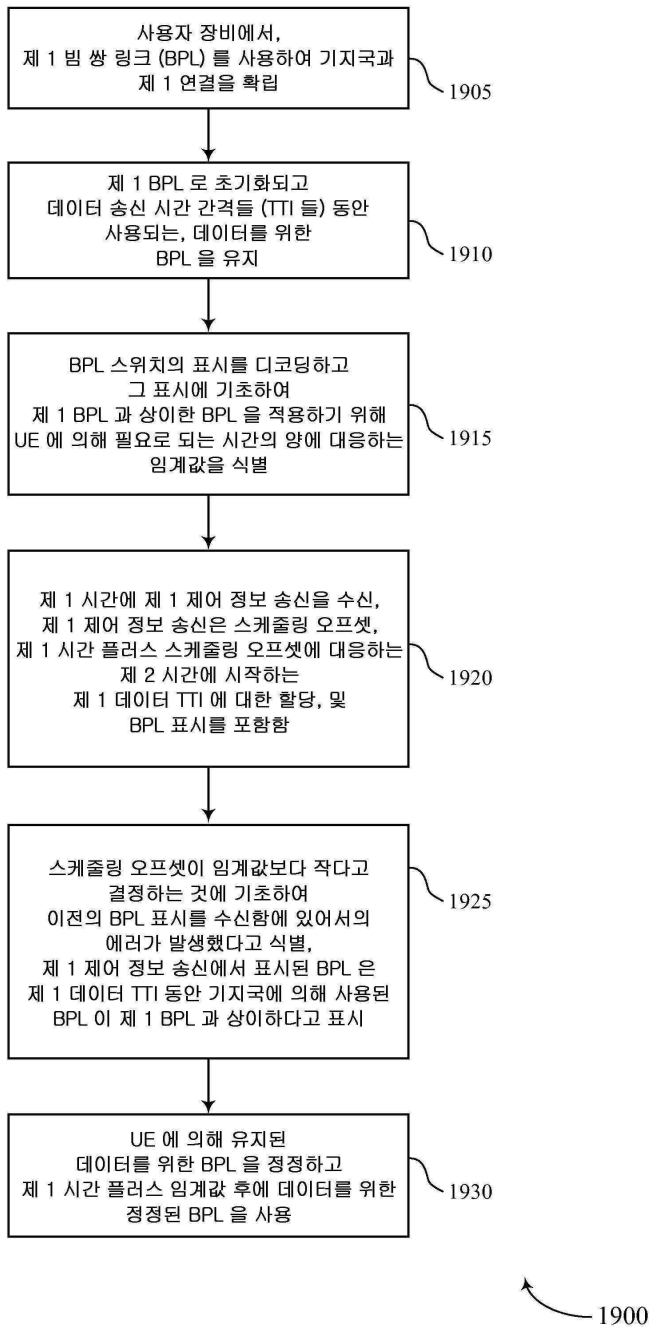 사용자 장비에서,
제 1 빔 쌍 링크 (BPL) 를 사용하여 기지국과
제 1 연결을 확립
1905
제 1 BPL 로 초기화되고
데이터 송신 시간 간격들 (TTI 들) 동안
사용되는, 데이터를 위한
BPL 을 유지
1910
BPL 스위치의 표시를 디코딩하고
그 표시에 기초하여
제 1 BPL 과 상이한 BPL 을 적용하기 위해
UE 에 의해 필요로 되는 시간의 양에 대응하는
임계값을 식별
1915
제 1 시간에 제 1 제어 정보 송신을 수신,
제 1 제어 정보 송신은 스케줄링 오프셋,
제 1 시간 플러스 스케줄링 오프셋에 대응하는
제 2 시간에 시작하는
제 1 데이터 TTI 에 대한 할당, 및
BPL 표시를 포함함
1920
스케줄링 오프셋이 임계값보다 작다고
결정하는 것에 기초하여
이전의 BPL 표시를 수신함에 있어서의
에러가 발생했다고 식별,
제 1 제어 정보 송신에서 표시된 BPL 은
제 1 데이터 TTI 동안 기지국에 의해 사용된
BPL 이 제 1 BPL 과 상이하다고 표시
1925
UE 에 의해 유지된
데이터를 위한 BPL 을 정정하고
제 1 시간 플러스 임계값 후에 데이터를 위한
정정된 BPL 을 사용
1930
1900